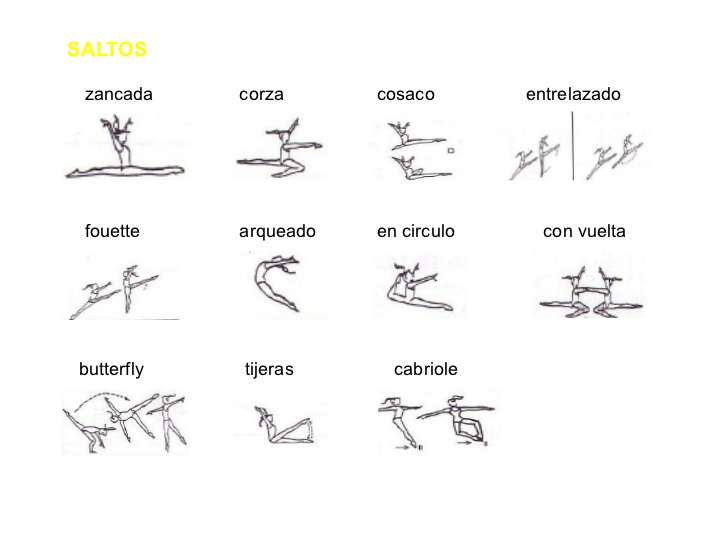 SALTOS
zancada corza cosaco entrelazado
fouette arqueado en circulo con vuelta
butterfly tijeras cabriole